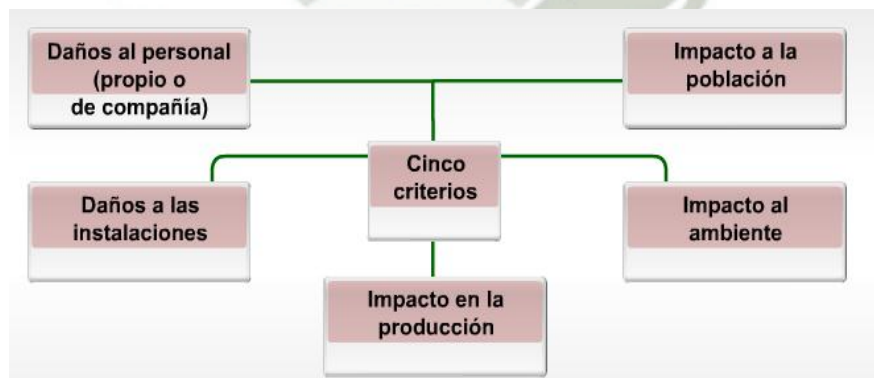 Daños al personal
(propio o
de compañía)
Impacto a la
población
Cinco
criterios
Daños a las
instalaciones
Impacto al
ambiente
Impacto en la
producción